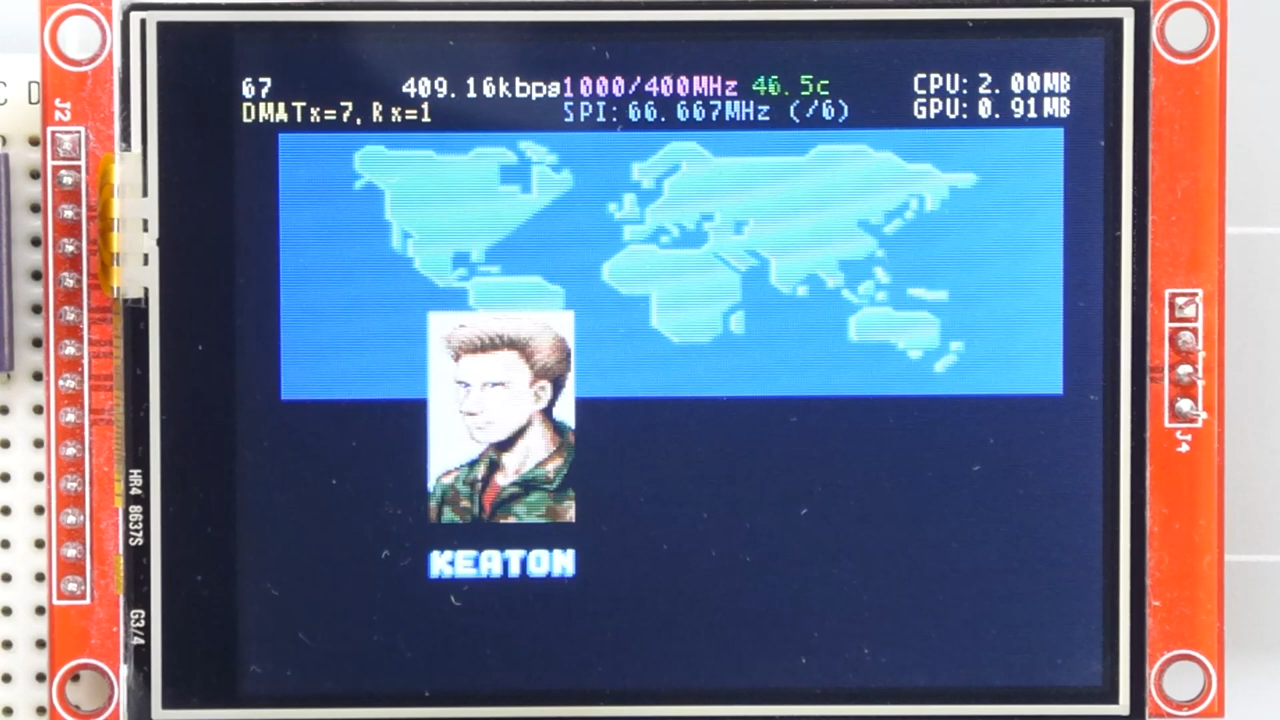 C D
J2
67 409.16kbps 1000/400MHz 46.5c CPU: 2.00MB
DMATx=7, Rx=1 SPI: 66.667MHz (/6) GPU: 0.91MB
KEATON
HR4 8637S
G3/4
J4